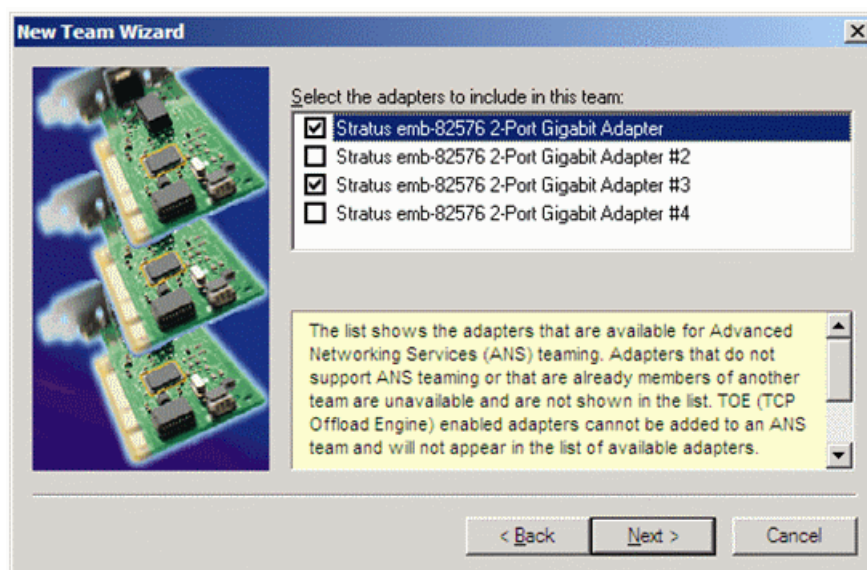 New Team Wizard
Select the adapters to include in this team:
Stratus emb-82576 2-Port Gigabit Adapter
Stratus emb-82576 2-Port Gigabit Adapter #2
Stratus emb-82576 2-Port Gigabit Adapter #3
Stratus emb-82576 2-Port Gigabit Adapter #4
The list shows the adapters that are available for Advanced
Networking Services (ANS) teaming. Adapters that do not
support ANS teaming or that are already members of another
team are unavailable and are not shown in the list. TOE (TCP
Offload Engine) enabled adapters cannot be added to an ANS
team and will not appear in the list of available adapters.
< Back
Next >
Cancel